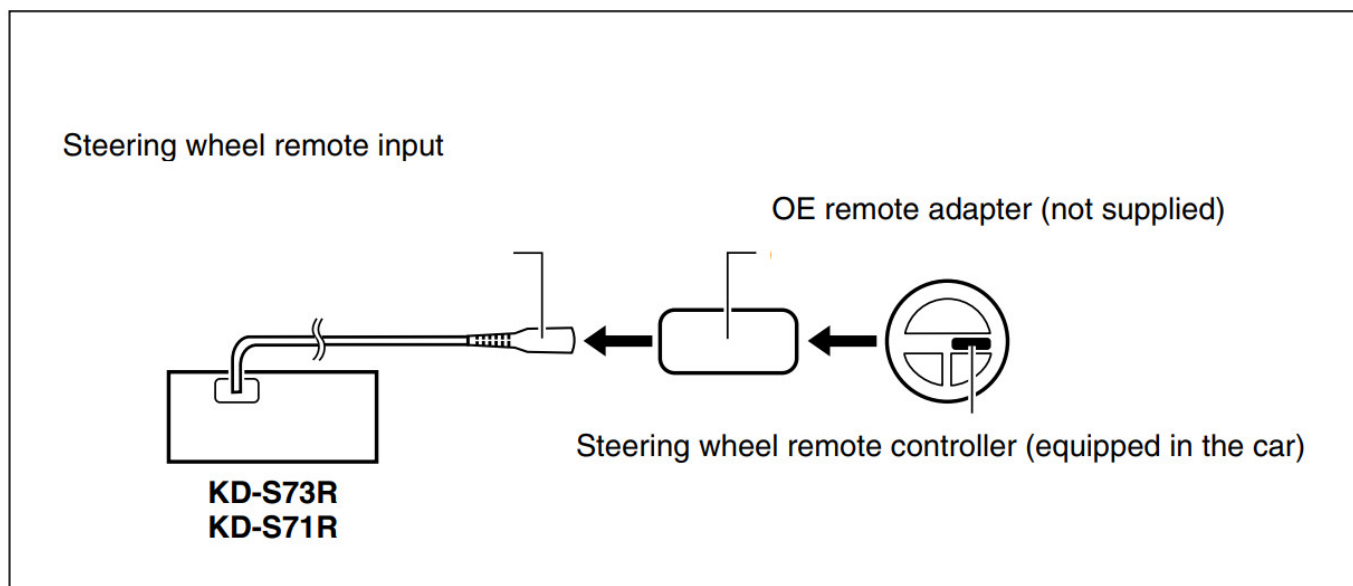 Steering wheel remote input
OE remote adapter (not supplied)
Steering wheel remote controller (equipped in the car)
KD-S73R
KD-S71R